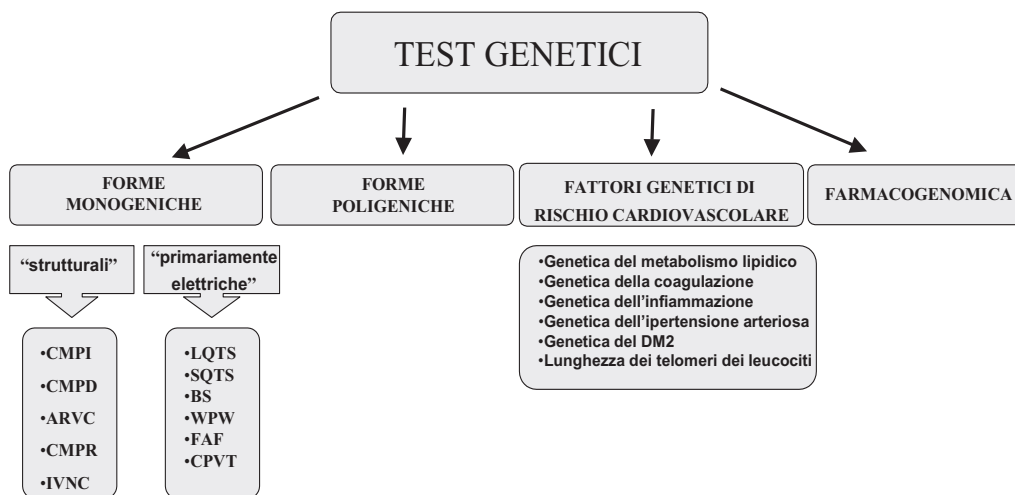 TEST GENETICI
FORME
MONOGENICHE
FORME
POLIGENICHE
FATTORI GENETICI DI
RISCHIO CARDIOVASCOLARE
FARMACOGENOMICA
“strutturali”
“primariamente
elettriche”
•CMPI
•CMPD
•ARVC
•CMPR
•IVNC
•LQTS
•SQTS
•BS
•WPW
•FAF
•CPVT
•Genetica del metabolismo lipidico
•Genetica della coagulazione
•Genetica dell’infiammazione
•Genetica dell’ipertensione arteriosa
•Genetica del DM2
•Lunghezza dei telomeri dei leucociti